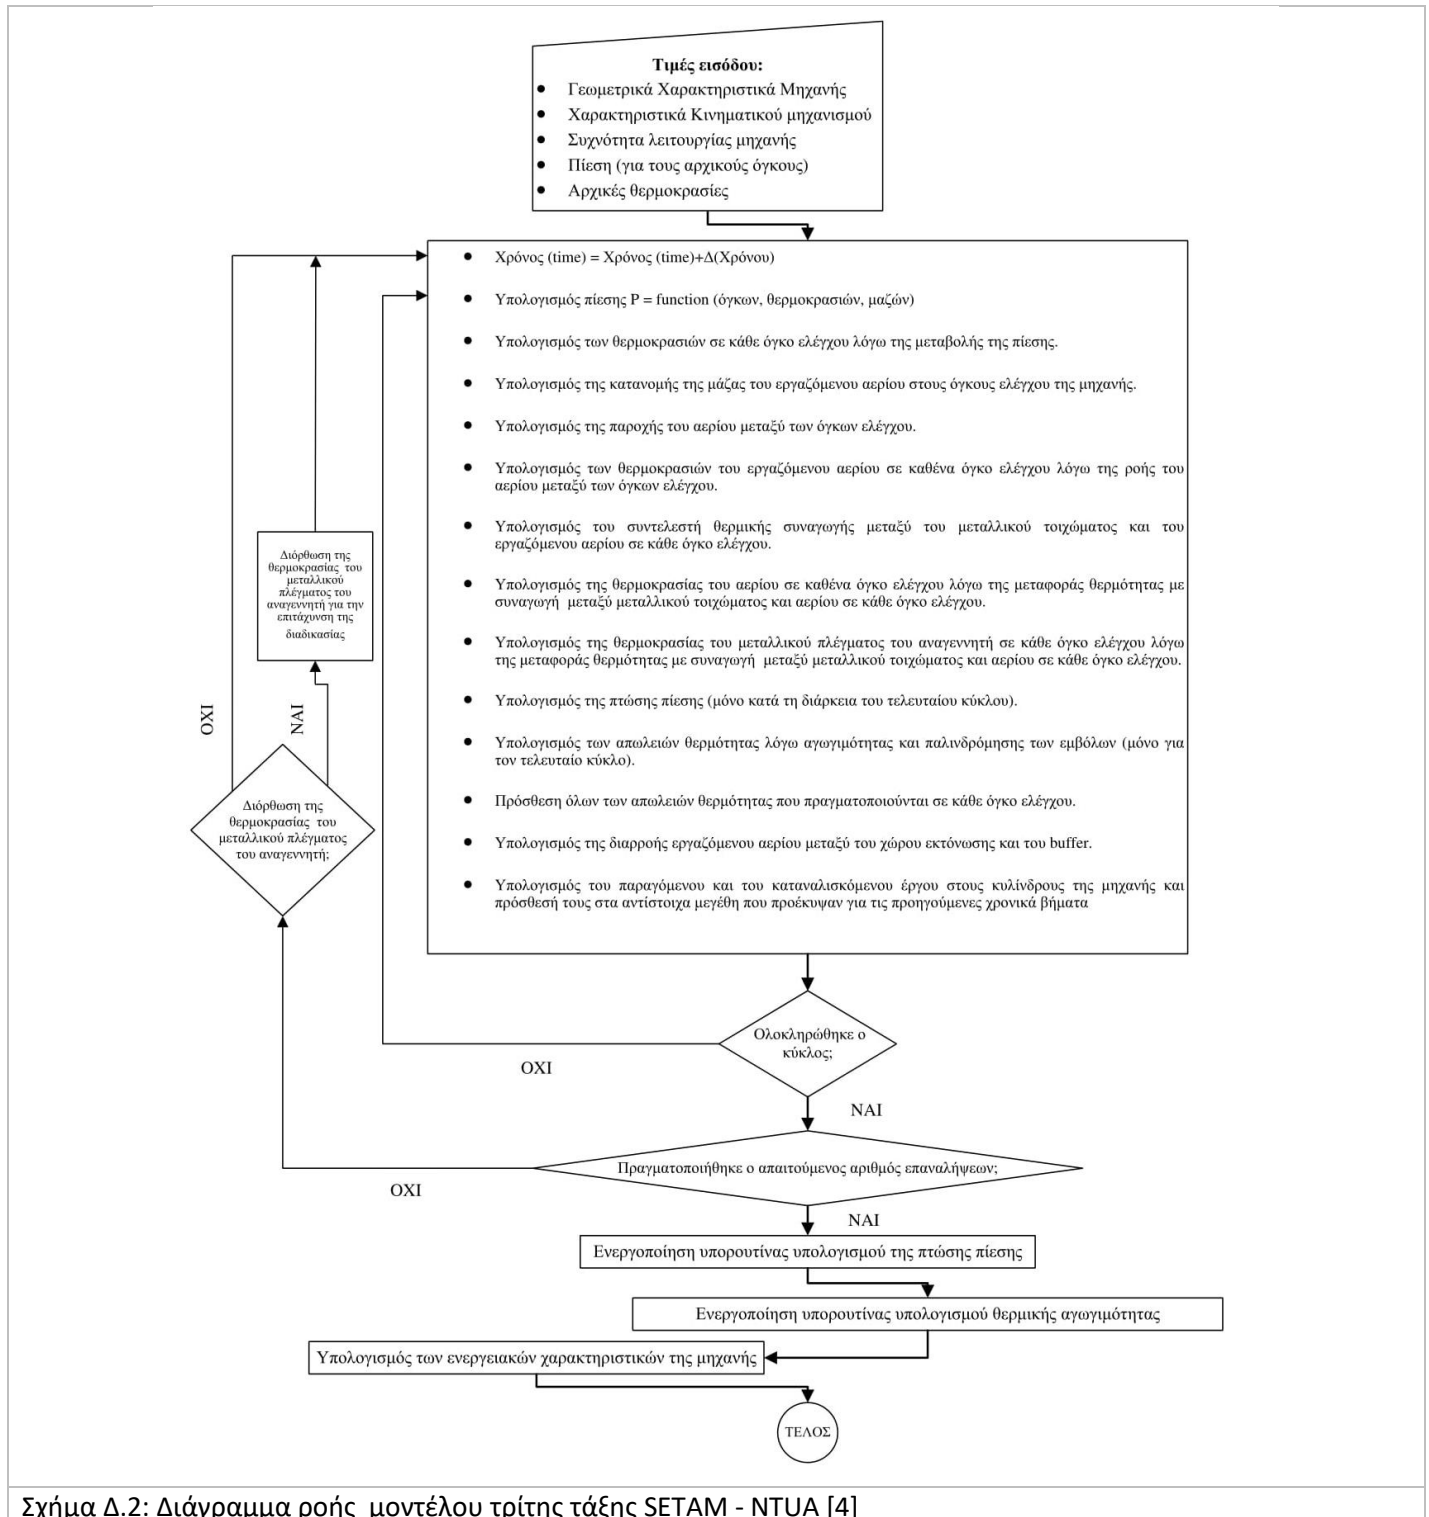 Τιμές εισόδου:
● Γεωμετρικά Χαρακτηριστικά Μηχανής
● Χαρακτηριστικά Κινηματικού μηχανισμού
● Συχνότητα λειτουργίας μηχανής
● Πίεση (για τους αρχικούς όγκους)
● Αρχικές θερμοκρασίες
● Χρόνος (time) = Χρόνος (time)+Δ(Χρόνου)
● Υπολογισμός πίεσης P = function (όγκων, θερμοκρασιών, μαζών)
● Υπολογισμός των θερμοκρασιών σε κάθε όγκο ελέγχου λόγω της μεταβολής της πίεσης.
● Υπολογισμός της κατανομής της μάζας του εργαζόμενου αερίου στους όγκους ελέγχου της μηχανής.
● Υπολογισμός της παροχής του αερίου μεταξύ των όγκων ελέγχου.
● Υπολογισμός των θερμοκρασιών του εργαζόμενου αερίου σε καθένα όγκο ελέγχου λόγω της ροής του
αερίου μεταξύ των όγκων ελέγχου.
● Υπολογισμός του συντελεστή θερμικής συναγωγής μεταξύ του μεταλλικού τοιχώματος και του
εργαζόμενου αερίου σε κάθε όγκο ελέγχου.
● Υπολογισμός της θερμοκρασίας του αερίου σε καθένα όγκο ελέγχου λόγω της μεταφοράς θερμότητας με
συναγωγή μεταξύ μεταλλικού τοιχώματος και αερίου σε κάθε όγκο ελέγχου.
● Υπολογισμός της θερμοκρασίας του μεταλλικού πλέγματος του αναγεννητή σε κάθε όγκο ελέγχου λόγω
της μεταφοράς θερμότητας με συναγωγή μεταξύ μεταλλικού τοιχώματος και αερίου σε κάθε όγκο ελέγχου.
● Υπολογισμός της πτώσης πίεσης (μόνο κατά τη διάρκεια του τελευταίου κύκλου).
● Υπολογισμός των απωλειών θερμότητας λόγω αγωγιμότητας και παλινδρόμησης των εμβόλων (μόνο για
τον τελευταίο κύκλο).
● Πρόσθεση όλων των απωλειών θερμότητας που πραγματοποιούνται σε κάθε όγκο ελέγχου.
● Υπολογισμός της διαρροής εργαζόμενου αερίου μεταξύ του χώρου εκτόνωσης και του buffer.
● Υπολογισμός του παραγόμενου και του καταναλισκόμενου έργου στους κυλίνδρους της μηχανής και
πρόσθεσή τους στα αντίστοιχα μεγέθη που προέκυψαν για τις προηγούμενες χρονικά βήματα
Διόρθωση της
θερμοκρασίας του
μεταλλικού
πλέγματος του
αναγεννητή για την
επιτάχυνση της
διαδικασίας
ΟΧΙ
ΝΑΙ
Διόρθωση της
θερμοκρασίας του
μεταλλικού πλέγματος
του αναγεννητή;
Ολοκληρώθηκε ο
κύκλος;
ΟΧΙ
ΝΑΙ
Πραγματοποιήθηκε ο απαιτούμενος αριθμός επαναλήψεων;
ΟΧΙ
ΝΑΙ
Ενεργοποίηση υπορουτίνας υπολογισμού της πτώσης πίεσης
Ενεργοποίηση υπορουτίνας υπολογισμού θερμικής αγωγιμότητας
Υπολογισμός των ενεργειακών χαρακτηριστικών της μηχανής
ΤΕΛΟΣ
Σχήμα Δ.2: Διάγραμμα ροής μοντέλου τρίτης τάξης SETAM - NTUA [4]